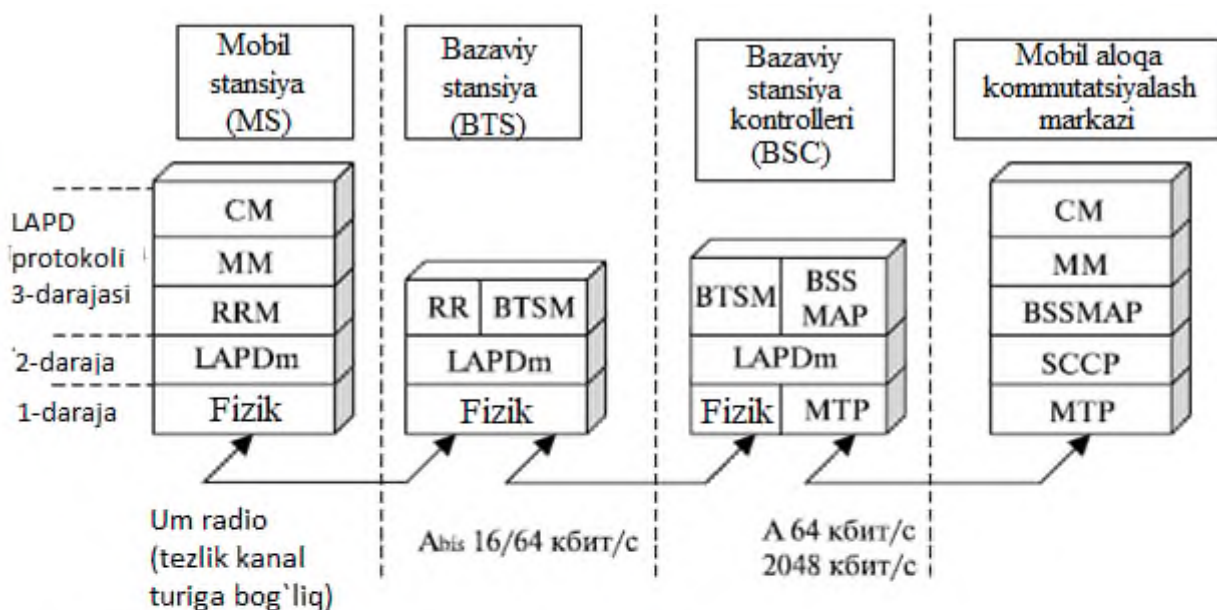 Mobil
stansiya
(MS)
Bazaviy
stansiya
(BTS)
Bazaviy
stansiya
kontrolleri
(BSC)
Mobil aloqa
kommutatsiyalash
markazi
LAPD
protokoli
3-darajasi
2-daraja
1-daraja
CM
MM
RRM
LAPDm
Fizik
RR
BTSM
LAPDm
Fizik
BTSM
BSS
MAP
LAPDm
Fizik
MTP
CM
MM
BSSMAP
SCCP
MTP
Um radio
(tezlik kanal
turiga bog`liq)
Abis 16/64 кбит/с
A 64 кбит/с
2048 кбит/с